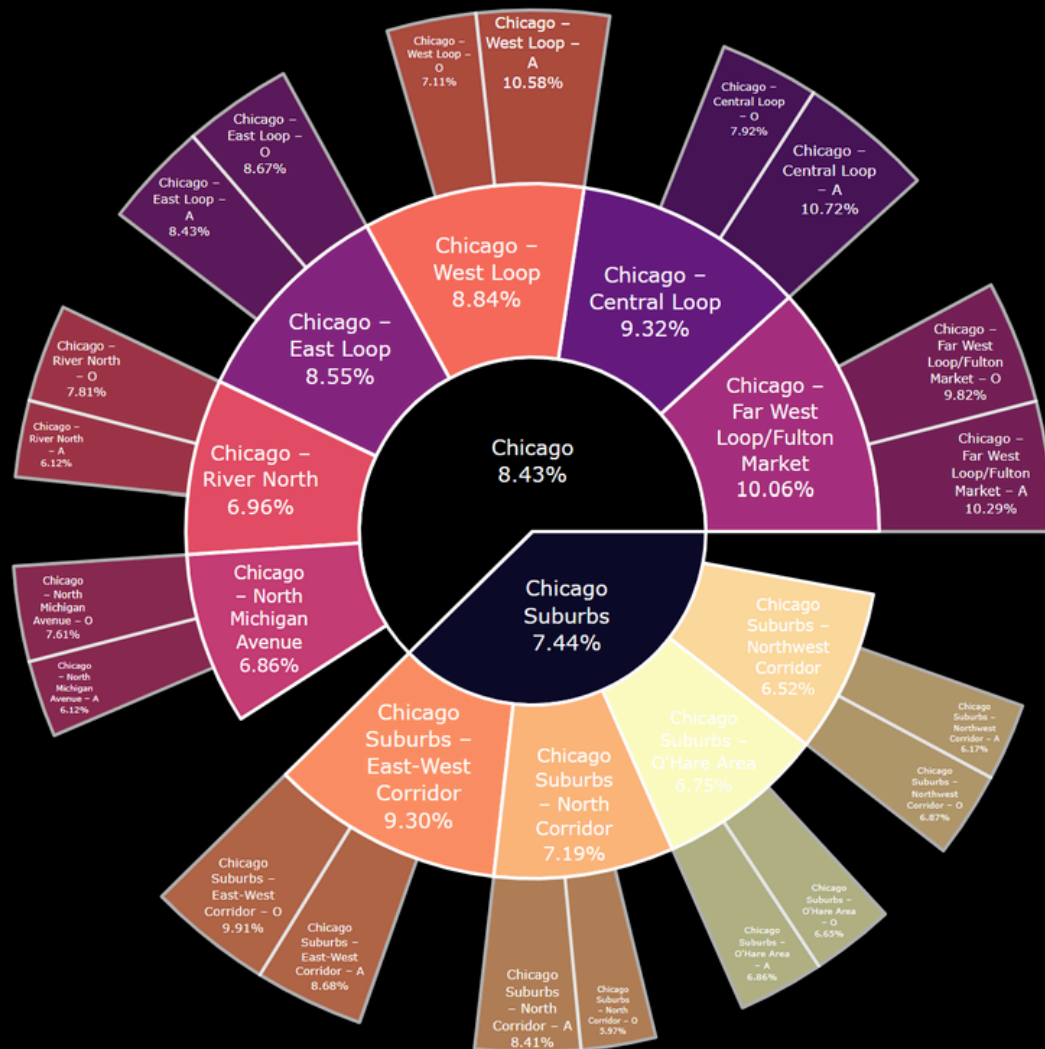 Chicago
8.43%
Chicago
Suburbs
7.44%
Chicago –
Far West
Loop/Fulton
Market
10.06%
Chicago –
Far West
Loop/Fulton
Market – O
9.82%
Chicago –
Far West
Loop/Fulton
Market – A
10.29%
Chicago –
Central Loop
9.32%
Chicago –
Central Loop
– O
7.92%
Chicago –
Central Loop
– A
10.72%
Chicago –
West Loop
8.84%
Chicago –
West Loop –
O
7.11%
Chicago –
West Loop –
A
10.58%
Chicago –
East Loop
8.55%
Chicago –
East Loop –
O
8.67%
Chicago –
East Loop –
A
8.43%
Chicago –
River North
6.96%
Chicago –
River North
– O
7.81%
Chicago –
River North
– A
6.12%
Chicago
– North
Michigan
Avenue
6.86%
Chicago
– North
Michigan
Avenue – O
7.61%
Chicago
– North
Michigan
Avenue – A
6.12%
Chicago
Suburbs –
East-West
Corridor
9.30%
Chicago
Suburbs –
East-West
Corridor – O
9.91%
Chicago
Suburbs –
East-West
Corridor – A
8.68%
Chicago
Suburbs
– North
Corridor
7.19%
Chicago
Suburbs
– North
Corridor – A
8.41%
Chicago
Suburbs
– North
Corridor – O
5.97%
Chicago
Suburbs –
O'Hare Area
6.75%
Chicago
Suburbs –
O'Hare Area
– A
6.86%
Chicago
Suburbs –
O'Hare Area
– O
6.65%
Chicago
Suburbs –
Northwest
Corridor
6.52%
Chicago
Suburbs –
Northwest
Corridor – A
6.17%
Chicago
Suburbs –
Northwest
Corridor – O
6.87%